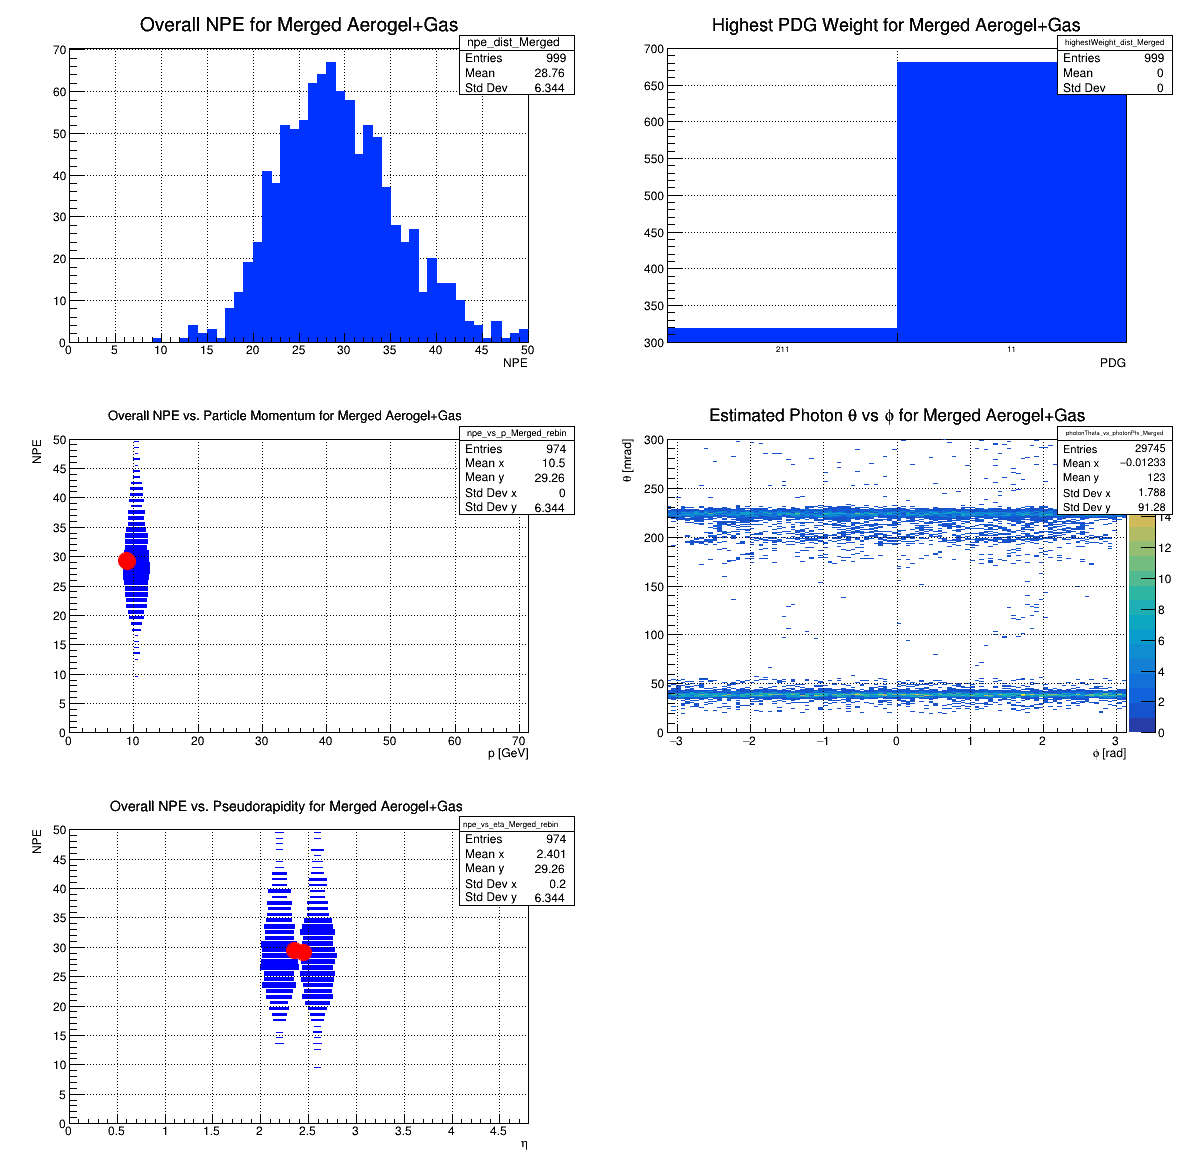 Overall NPE for Merged Aerogel+Gas
npe_dist_Merged
Entries 999
Mean 28.76
Std Dev 6.344
70
60
50
40
30
20
10
0
0 5 10 15 20 25 30 35 40 45 50
NPE
Highest PDG Weight for Merged Aerogel+Gas
highestWeight_dist_Merged
Entries 999
Mean 0
Std Dev 0
700
650
600
550
500
450
400
350
300
211 11
PDG
Overall NPE vs. Particle Momentum for Merged Aerogel+Gas
npe_vs_p_Merged_rebin
Entries 974
Mean x 10.5
Mean y 29.26
Std Dev x 0
Std Dev y 6.344
NPE
50
45
40
35
30
25
20
15
10
5
0
0 10 20 30 40 50 60 70
p [GeV]
Estimated Photon θ vs ϕ for Merged Aerogel+Gas
photonTheta_vs_photonPhi_Merged
Entries 29745
Mean x −0.01233
Mean y 123
Std Dev x 1.788
Std Dev y 91.28
θ [mrad]
300
250
200
150
100
50
0
−3 −2 −1 0 1 2 3
ϕ [rad]
14
12
10
8
6
4
2
0
Overall NPE vs. Pseudorapidity for Merged Aerogel+Gas
npe_vs_eta_Merged_rebin
Entries 974
Mean x 2.401
Mean y 29.26
Std Dev x 0.2
Std Dev y 6.344
NPE
50
45
40
35
30
25
20
15
10
5
0
0 0.5 1 1.5 2 2.5 3 3.5 4 4.5
η